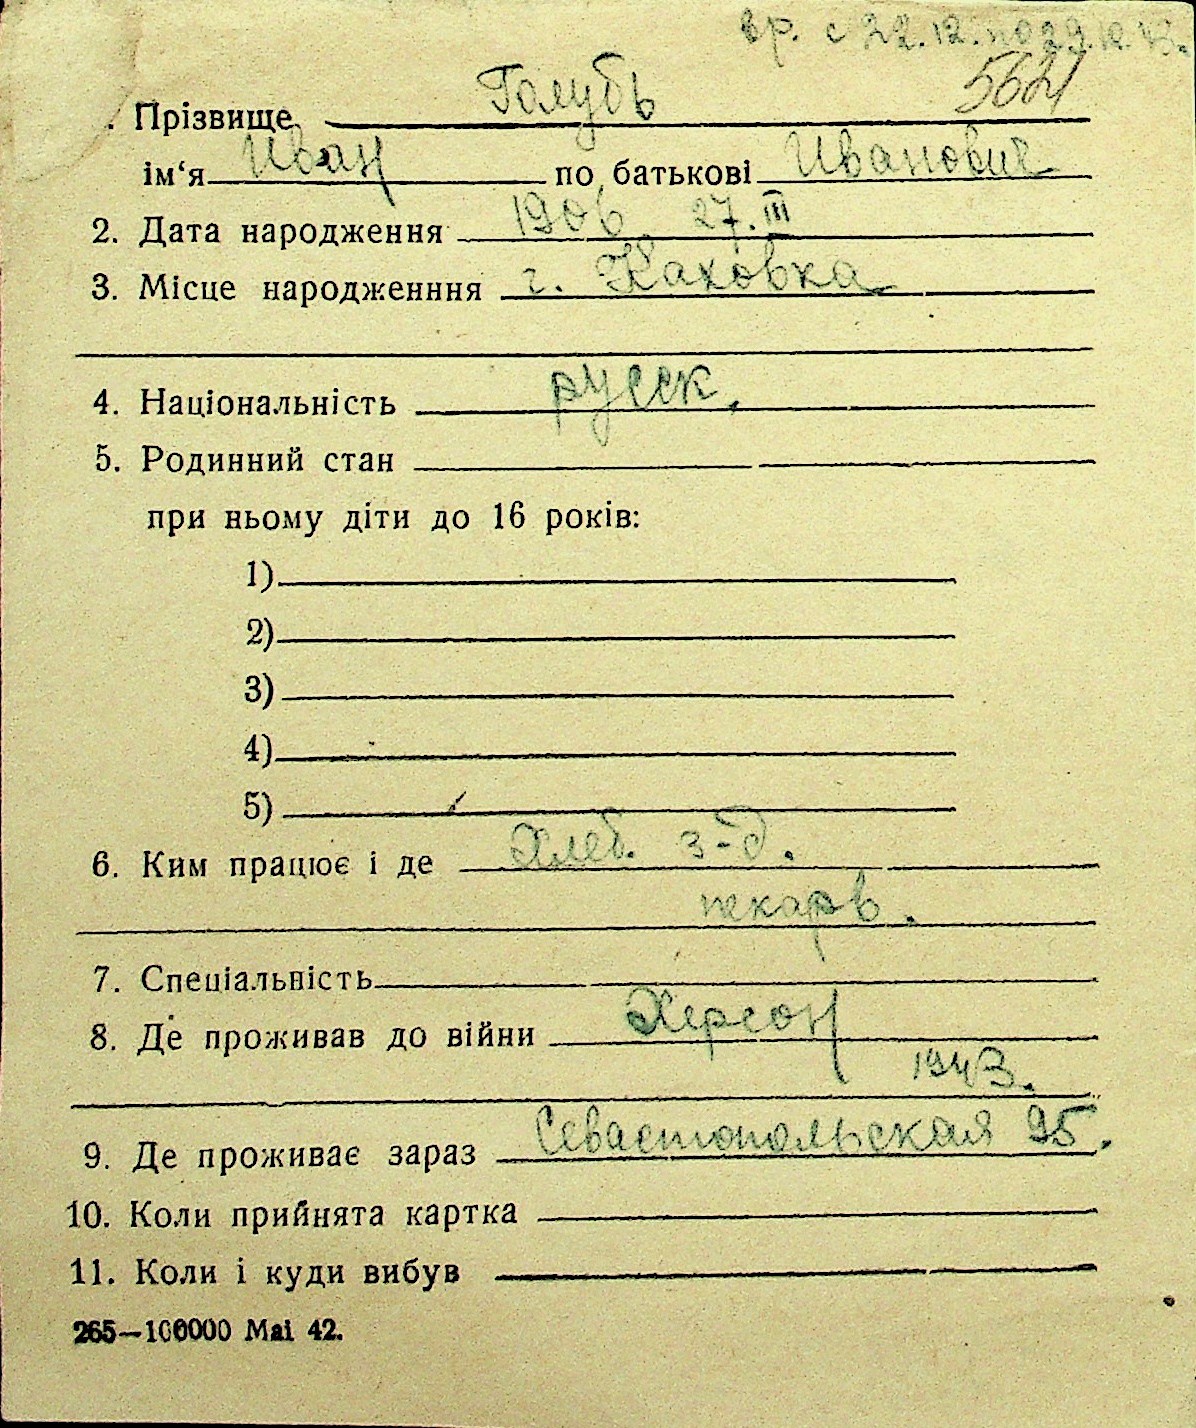 вр. с 22.12. по 29.12.43.
5621
. Прізвище Голубь
ім‘я Иван по батькові Иванович
2. Дата народження 1906 27.III
3. Місце народженння г. Каховка
4. Національність русск.
5. Родинний стан
при ньому діти до 16 років:
1)
2)
3)
4)
5)
6. Ким працює і де Хлеб. з-д.
пекарь.
7. Спеціальність
8. Де проживав до війни Херсон
1943.
9. Де проживає зараз Севастопольская 95.
10. Коли прийнята картка
11. Коли і куди вибув
265—100000 Mai 42.